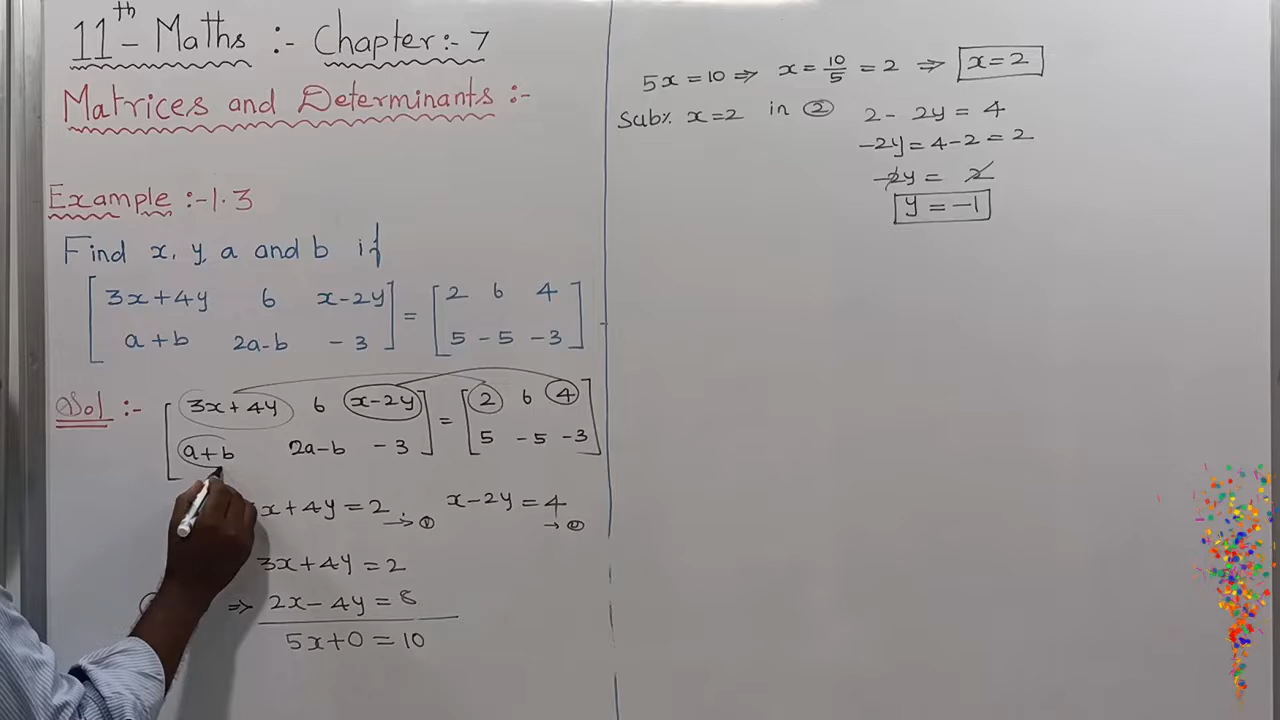 11th - Maths :- Chapter:- 7
Matrices and Determinants :-
Example :- 1.3
Find x, y, a and b if
[ 3x+4y 6 x-2y ] = [ 2 6 4 ]
[ a+b 2a-b -3 ] [ 5 -5 -3 ]
Sol :-
[ 3x+4y 6 x-2y ] = [ 2 6 4 ]
[ a+b 2a-b -3 ] [ 5 -5 -3 ]
x+4y = 2 → ① x-2y = 4 → ②
3x+4y = 2
⇒ 2x-4y = 8
5x+0 = 10
5x = 10 ⇒ x = 10/5 = 2 ⇒ x = 2
Sub% x=2 in ② 2 - 2y = 4
-2y = 4-2 = 2
-2y = 2
y = -1